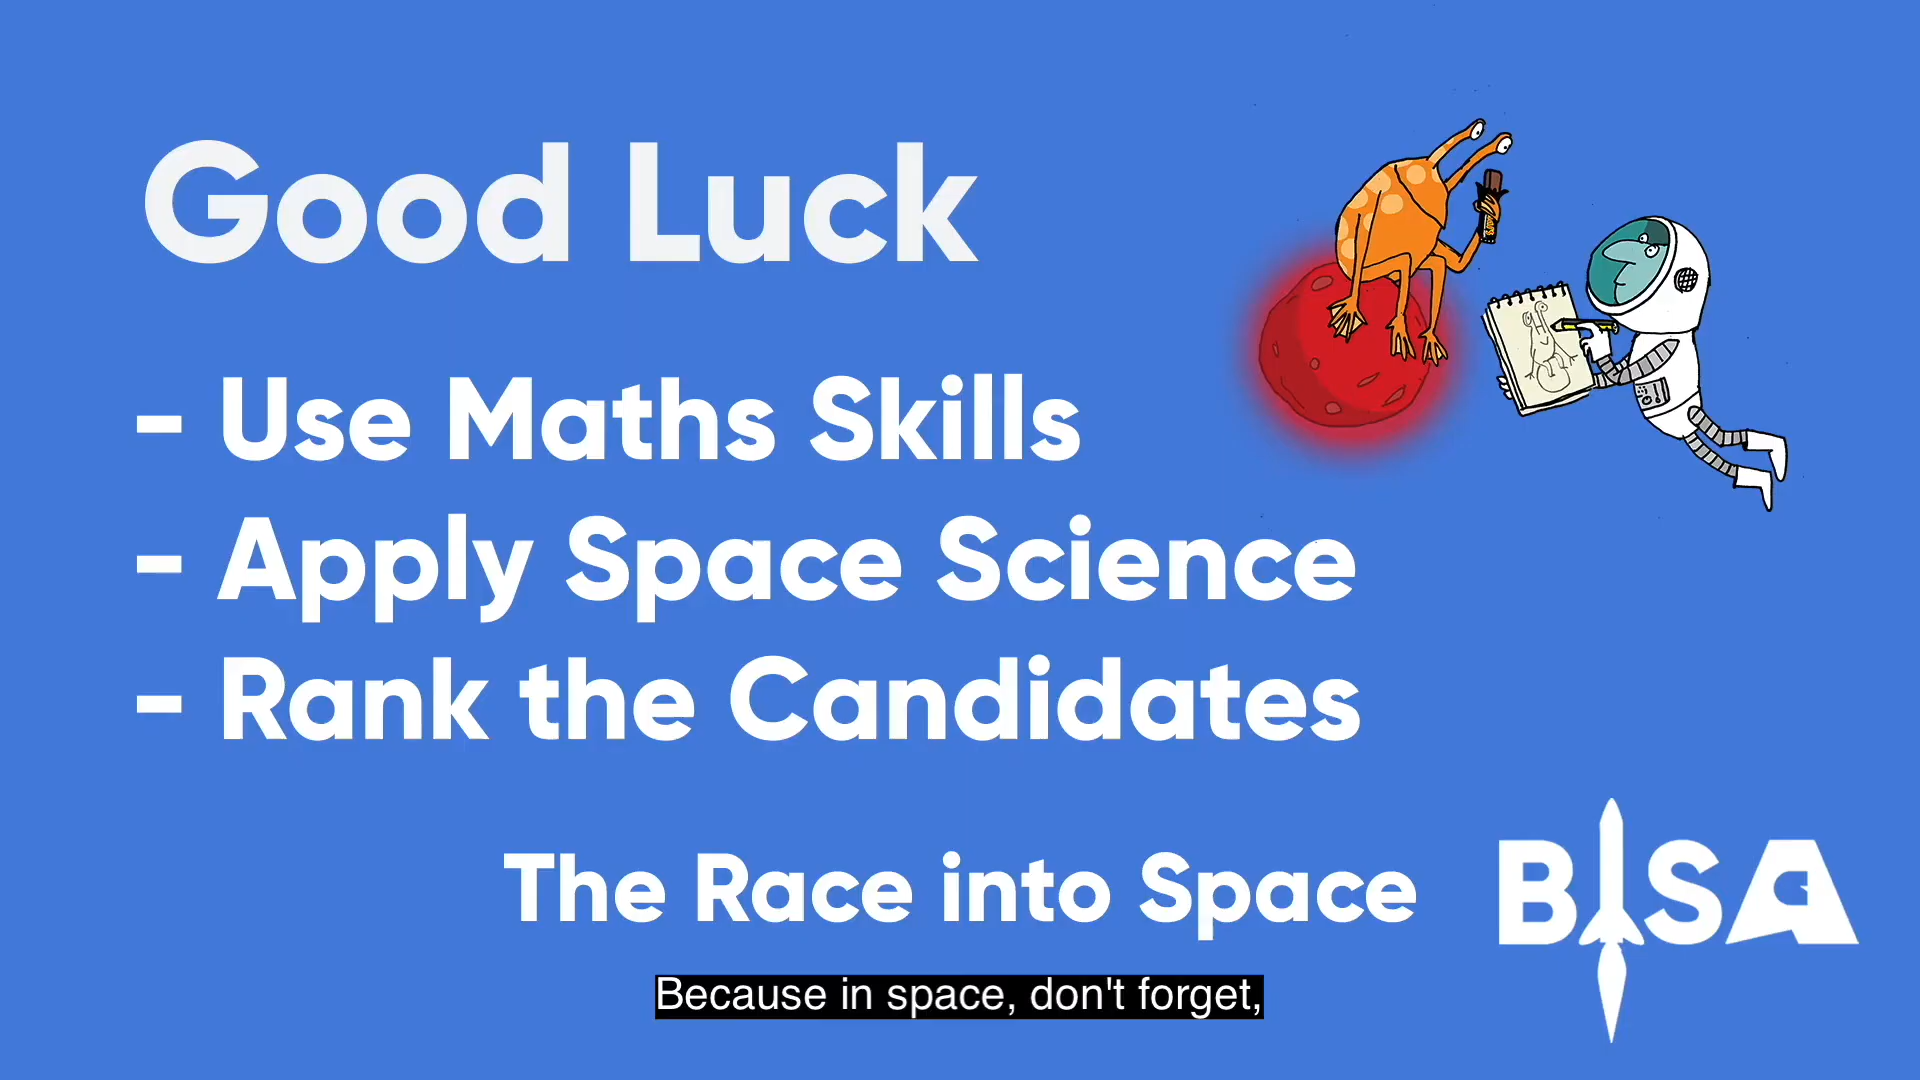 Good Luck
- Use Maths Skills
- Apply Space Science
- Rank the Candidates
The Race into Space
BISA
Because in space, don't forget,